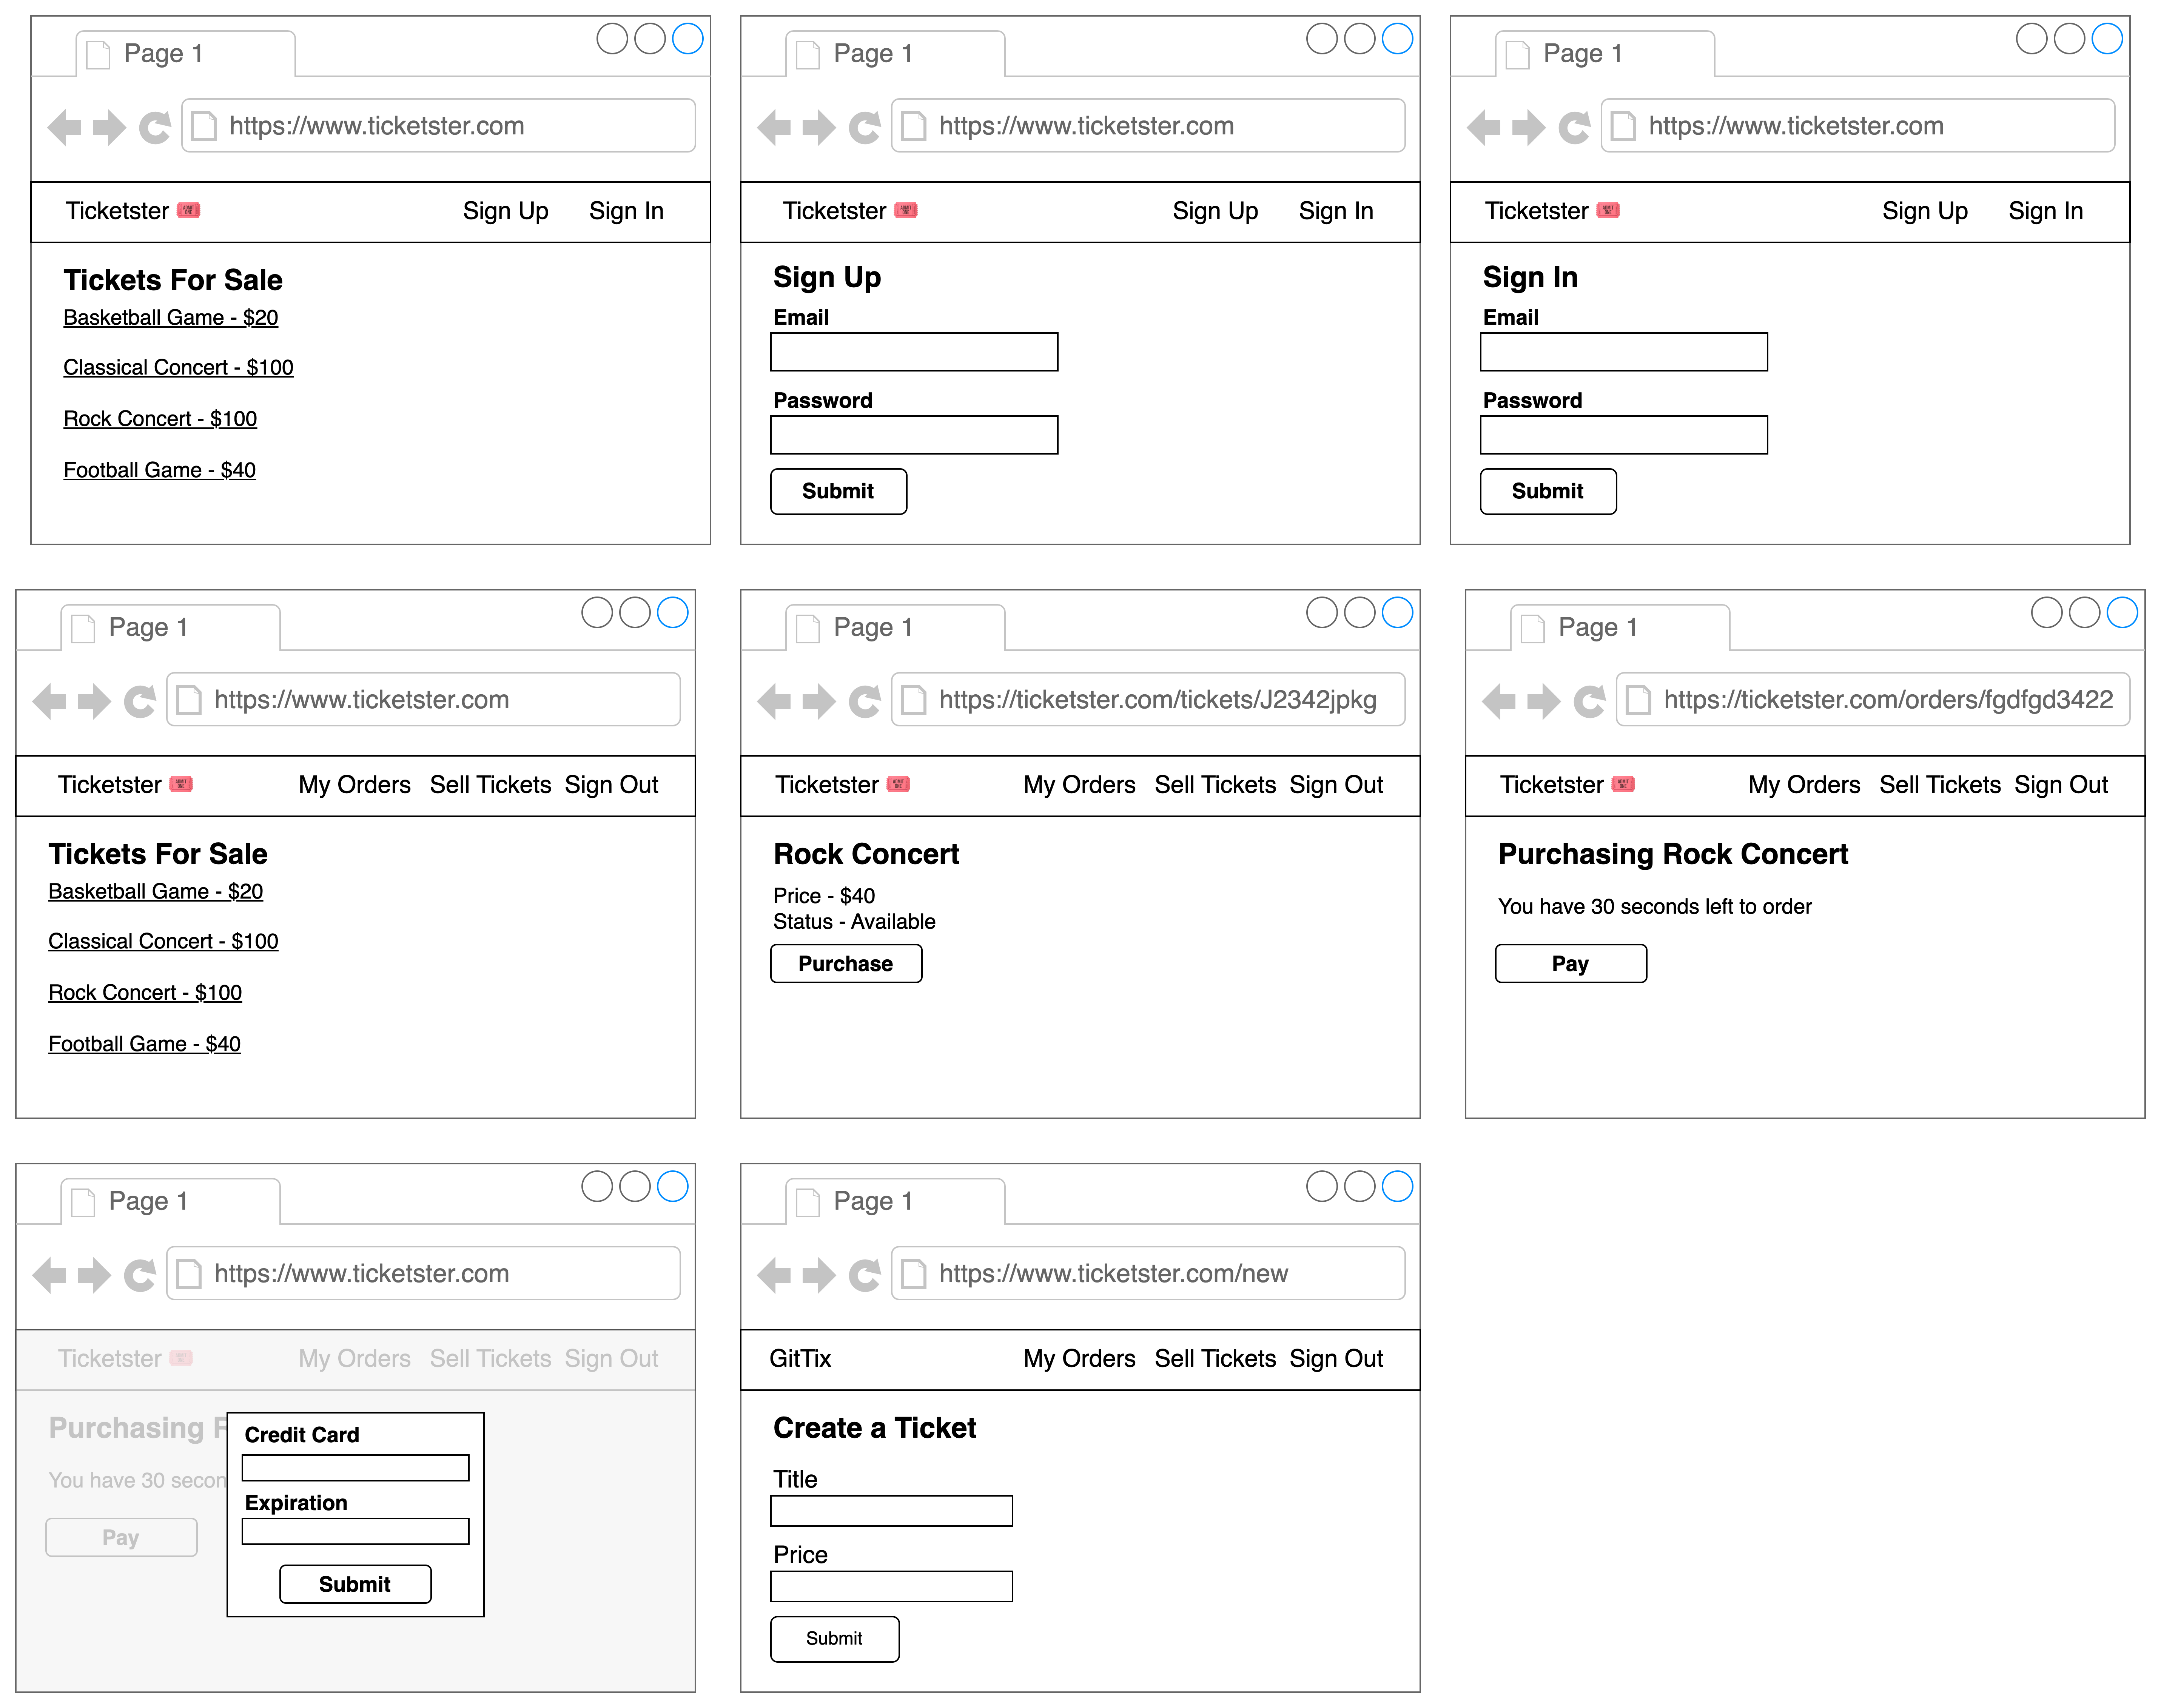 Page 1
https://www.ticketster.com
Ticketster Sign Up Sign In
Tickets For Sale
Basketball Game - $20
Classical Concert - $100
Rock Concert - $100
Football Game - $40
Page 1
https://www.ticketster.com
Ticketster Sign Up Sign In
Sign Up
Email
Password
Submit
Page 1
https://www.ticketster.com
Ticketster Sign Up Sign In
Sign In
Email
Password
Submit
Page 1
https://www.ticketster.com
Ticketster My Orders Sell Tickets Sign Out
Tickets For Sale
Basketball Game - $20
Classical Concert - $100
Rock Concert - $100
Football Game - $40
Page 1
https://ticketster.com/tickets/J2342jpkg
Ticketster My Orders Sell Tickets Sign Out
Rock Concert
Price - $40
Status - Available
Purchase
Page 1
https://ticketster.com/orders/fgdfgd3422
Ticketster My Orders Sell Tickets Sign Out
Purchasing Rock Concert
You have 30 seconds left to order
Pay
Page 1
https://www.ticketster.com
Ticketster My Orders Sell Tickets Sign Out
Purchasing
You have 30 secon
Pay
Credit Card
Expiration
Submit
Page 1
https://www.ticketster.com/new
GitTix My Orders Sell Tickets Sign Out
Create a Ticket
Title
Price
Submit